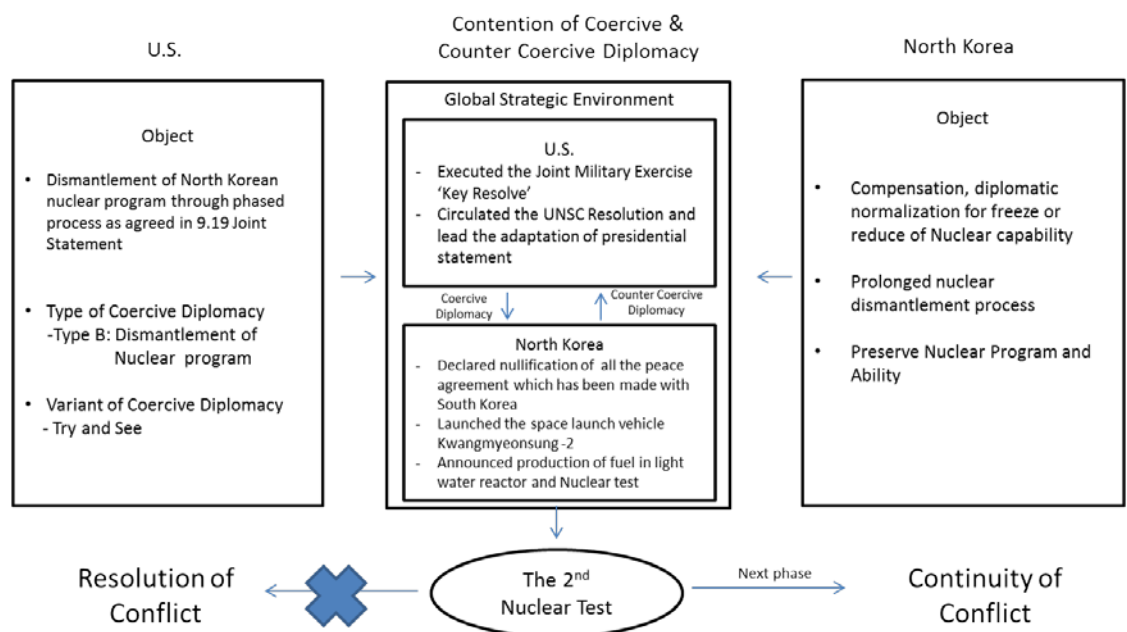 U.S.
Contention of Coercive &
Counter Coercive Diplomacy
North Korea
Object
• Dismantlement of North Korean
nuclear program through phased
process as agreed in 9.19 Joint
Statement
• Type of Coercive Diplomacy
-Type B: Dismantlement of
Nuclear program
• Variant of Coercive Diplomacy
- Try and See
Global Strategic Environment
U.S.
- Executed the Joint Military Exercise
‘Key Resolve’
- Circulated the UNSC Resolution and
lead the adaptation of presidential
statement
Coercive
Diplomacy
Counter Coercive
Diplomacy
North Korea
- Declared nullification of all the peace
agreement which has been made with
South Korea
- Launched the space launch vehicle
Kwangmyeonsung -2
- Announced production of fuel in light
water reactor and Nuclear test
Object
• Compensation, diplomatic
normalization for freeze or
reduce of Nuclear capability
• Prolonged nuclear
dismantlement process
• Preserve Nuclear Program and
Ability
Resolution of
Conflict
The 2nd
Nuclear Test
Next phase
Continuity of
Conflict